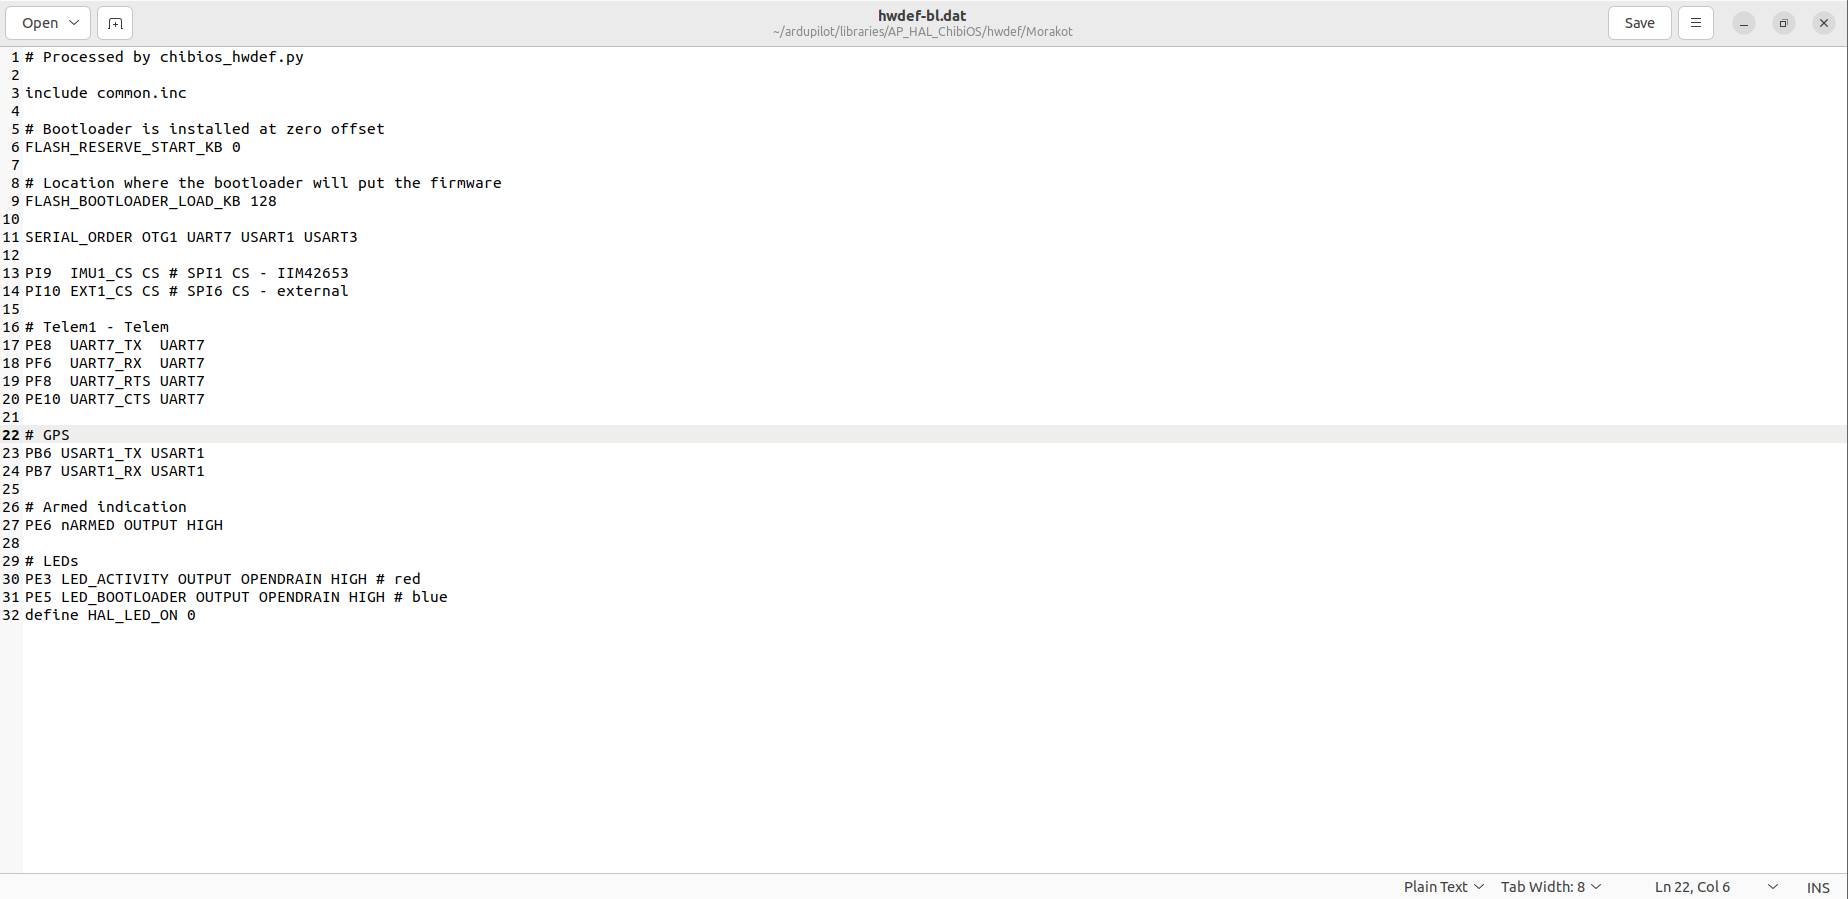 Open
hwdef-bl.dat
~/ardupilot/libraries/AP_HAL_ChibiOS/hwdef/Morakot
Save
1 # Processed by chibios_hwdef.py
2
3 include common.inc
4
5 # Bootloader is installed at zero offset
6 FLASH_RESERVE_START_KB 0
7
8 # Location where the bootloader will put the firmware
9 FLASH_BOOTLOADER_LOAD_KB 128
10
11 SERIAL_ORDER OTG1 UART7 USART1 USART3
12
13 PI9  IMU1_CS CS # SPI1 CS - IIM42653
14 PI10 EXT1_CS CS # SPI6 CS - external
15
16 # Telem1 - Telem
17 PE8  UART7_TX  UART7
18 PF6  UART7_RX  UART7
19 PF8  UART7_RTS UART7
20 PE10 UART7_CTS UART7
21
22 # GPS
23 PB6 USART1_TX USART1
24 PB7 USART1_RX USART1
25
26 # Armed indication
27 PE6 nARMED OUTPUT HIGH
28
29 # LEDs
30 PE3 LED_ACTIVITY OUTPUT OPENDRAIN HIGH # red
31 PE5 LED_BOOTLOADER OUTPUT OPENDRAIN HIGH # blue
32 define HAL_LED_ON 0
Plain Text Tab Width: 8 Ln 22, Col 6 INS